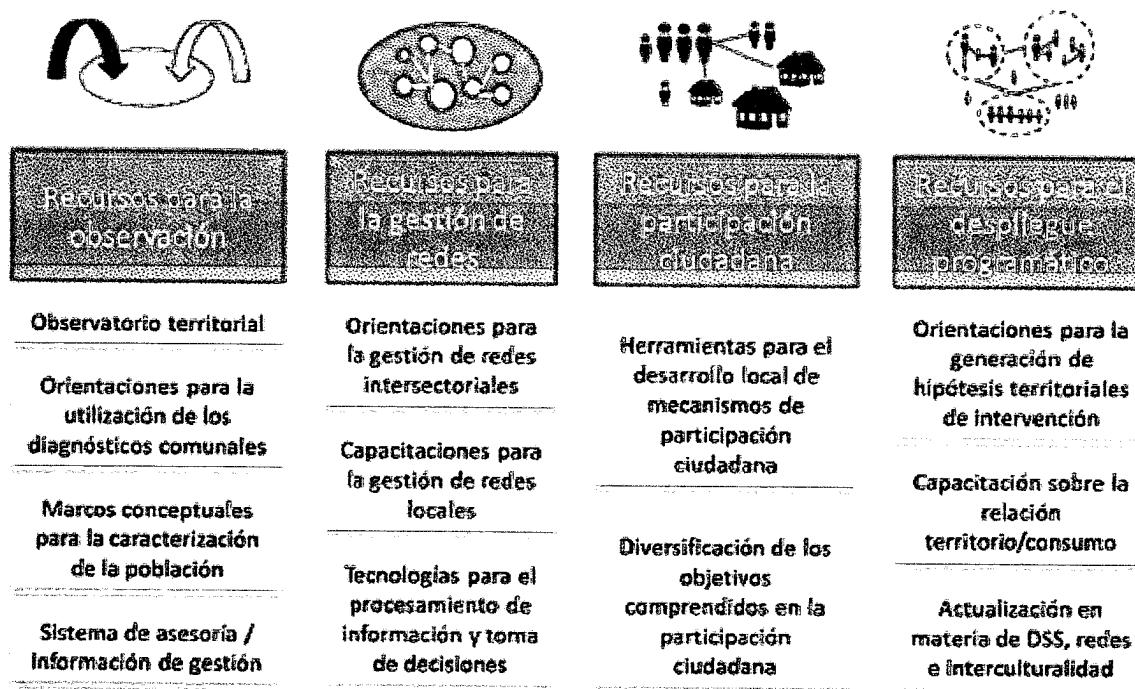 Recursos para la
observación
Observatorio territorial
Orientaciones para la
utilización de los
diagnósticos comunales
Marcos conceptuales
para la caracterización
de la población
Sistema de asesoría /
información de gestión
Recursos para
la gestión de
redes
Orientaciones para
la gestión de redes
intersectoriales
Capacitaciones para
la gestión de redes
locales
Tecnologías para el
procesamiento de
información y toma
de decisiones
Recursos para la
participación
ciudadana
Herramientas para el
desarrollo local de
mecanismos de
participación
ciudadana
Diversificación de los
objetivos
comprendidos en la
participación
ciudadana
Recursos para el
despliegue
programático
Orientaciones para la
generación de
hipótesis territoriales
de intervención
Capacitación sobre la
relación
territorio/consumo
Actualización en
materia de DSS, redes
e interculturalidad